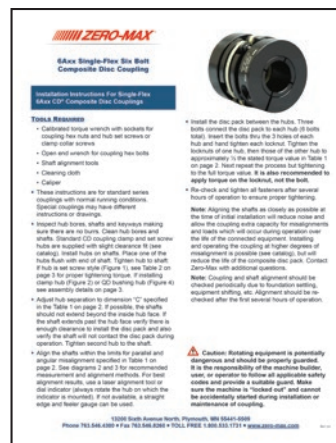 ZERO-MAX
6Axx Single-Flex Six Bolt
Composite Disc Coupling
Installation Instructions For Single-Flex
6Axx CD® Composite Disc Couplings
TOOLS REQUIRED
• Calibrated torque wrench with sockets for
coupling hex nuts and hub set screws or
clamp collar screws
• Open end wrench for coupling hex bolts
• Shaft alignment tools
• Cleaning cloth
• Caliper
• These instructions are for standard series
couplings with normal running conditions.
Special couplings may have different
instructions or drawings.
• Inspect hub bores, shafts and keyways making
sure there are no burrs. Clean hub bores and
shafts. Standard CD coupling clamp and set screw
hubs are supplied with slight clearance fit (see
catalog). Install hubs on shafts. Place one of the
hubs flush with end of shaft. Tighten hub to shaft.
If hub is set screw style (Figure 1), see Table 2 on
page 3 for proper tightening torque. If installing
clamp hub (Figure 2) or QD bushing hub (Figure 4)
see assembly details on page 3.
• Adjust hub separation to dimension "C" specified
in the Table 1 on page 2. If possible, the shafts
should not extend beyond the inside hub face. If
the shaft extends past the hub face verify there is
enough clearance to install the disc pack and also
verify the shaft will not contact the disc pack during
operation. Tighten second hub to the shaft.
• Align the shafts within the limits for parallel and
angular misalignment specified in Table 1 on
page 2. See diagrams 2 and 3 for recommended
measurement and alignment methods. For best
alignment results, use a laser alignment tool or
dial indicator (always rotate the hub on which the
indicator is mounted). If not available, a straight
edge and feeler gauge can be used.
• Install the disc pack between the hubs. Three
bolts connect the disc pack to each hub (6 bolts
total). Insert the bolts thru the 3 holes of each
hub and hand tighten each locknut. Tighten the
locknuts of one hub, then those of the other hub to
approximately ½ the stated torque value in Table 1
on page 2. Next repeat the process but tightening
to the full torque value. It is also recommended to
apply torque on the locknut, not the bolt.
• Re-check and tighten all fasteners after several
hours of operation to ensure proper tightening.
Note: Aligning the shafts as closely as possible at
the time of initial installation will reduce noise and
allow the coupling extra capacity for misalignments
and loads which will occur during operation over
the life of the connected equipment. Installing
and operating the coupling at higher degrees of
misalignment is possible (see catalog), but will
reduce the life of the composite disc pack. Contact
Zero-Max with additional questions.
Note: Coupling and shaft alignment should be
checked periodically due to foundation settling,
equipment shifting, etc. Alignment should be re-
checked after the first several hours of operation.
Caution: Rotating equipment is potentially
dangerous and should be properly guarded.
It is the responsibility of the machine builder,
user, or operator to follow all applicable safety
codes and provide a suitable guard. Make
sure the machine is "locked out" and cannot
be accidentally started during installation or
maintenance of coupling.
13200 Sixth Avenue North, Plymouth, MN 55441-5509
Phone 763.546.4300 • Fax 763.546.8260 • TOLL FREE 1.800.533.1731 • www.zero-max.com